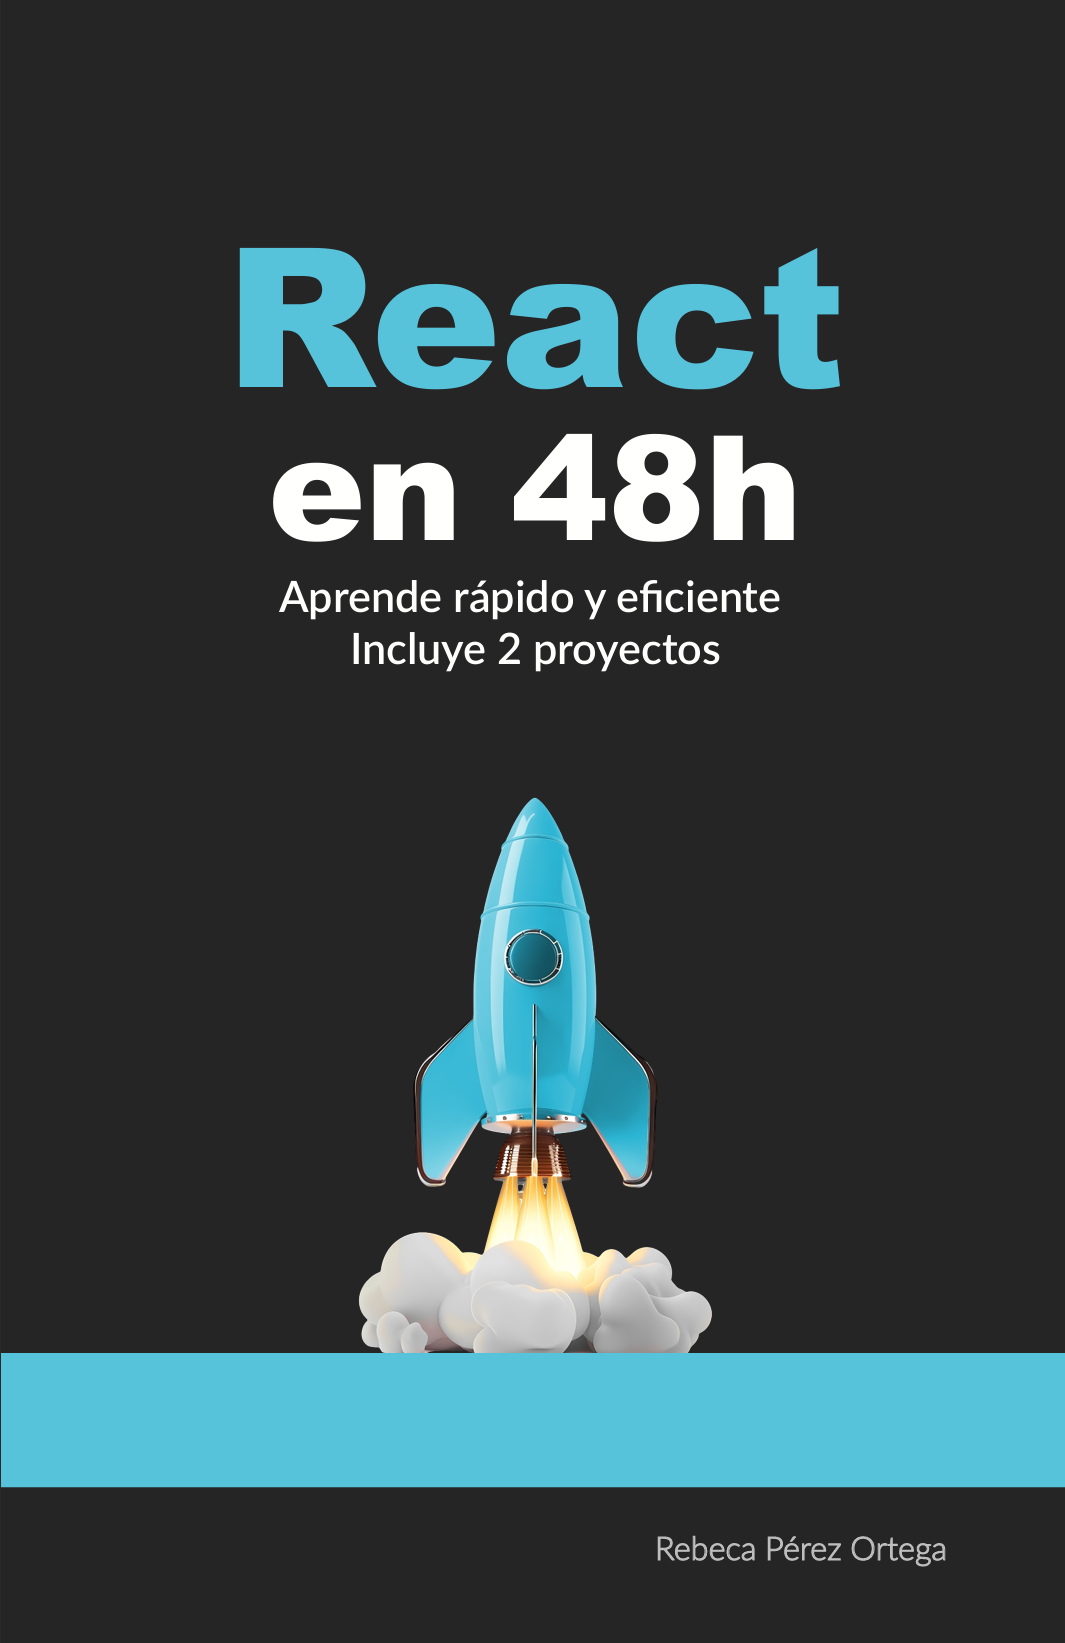 React
en 48h
Aprende rápido y eficiente
Incluye 2 proyectos
Rebeca Pérez Ortega